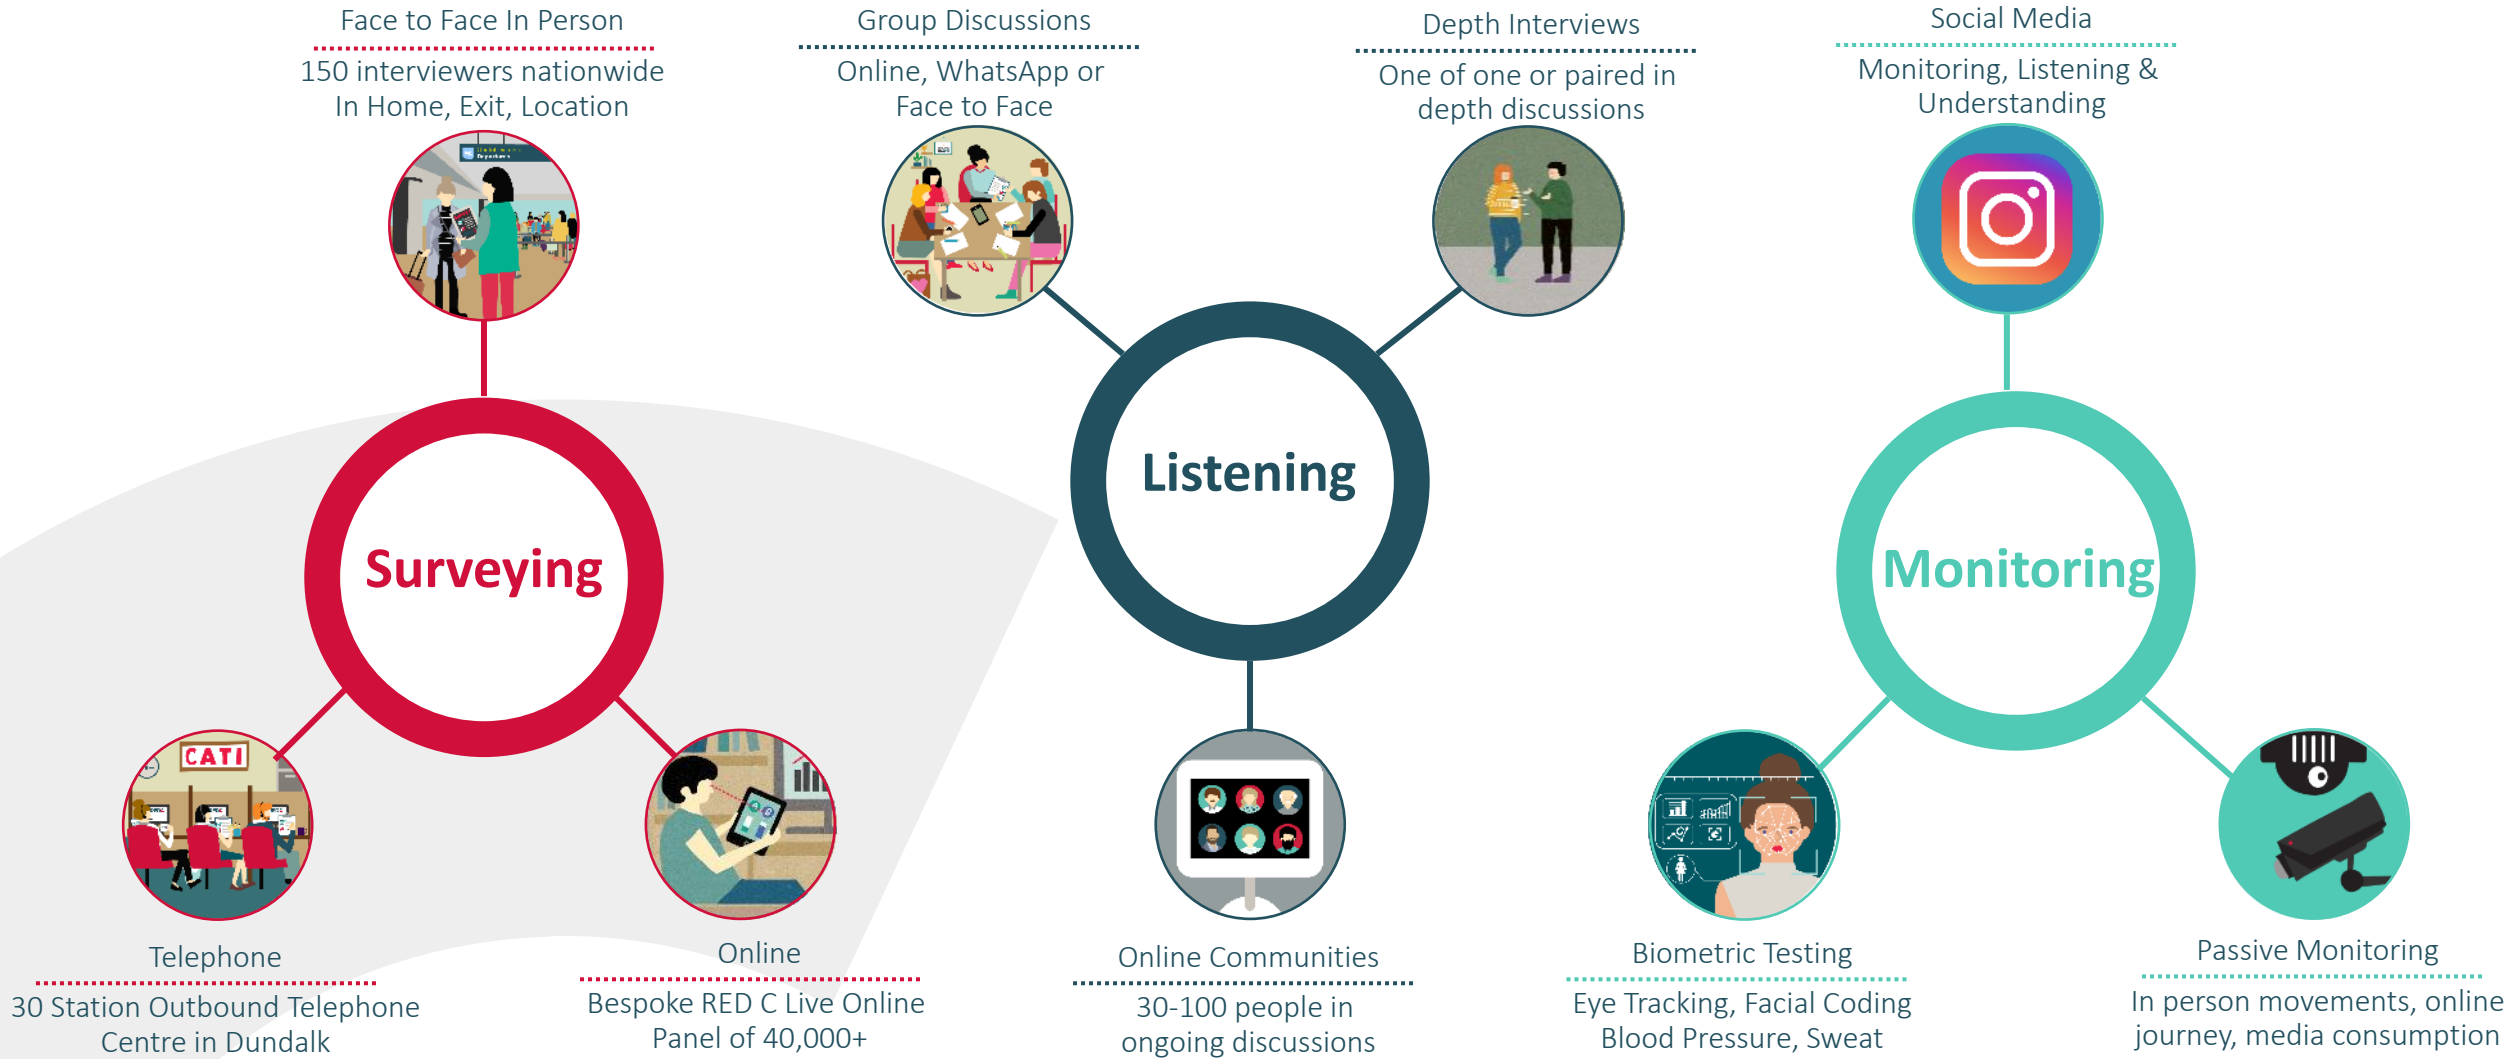 Face to Face In Person
150 interviewers nationwide
In Home, Exit, Location
Group Discussions
Online, WhatsApp or
Face to Face
Depth Interviews
One of one or paired in
depth discussions
Social Media
Monitoring, Listening &
Understanding
Surveying
Listening
Monitoring
CATI
Telephone
30 Station Outbound Telephone
Centre in Dundalk
Online
Bespoke RED C Live Online
Panel of 40,000+
Online Communities
30-100 people in
ongoing discussions
Biometric Testing
Eye Tracking, Facial Coding
Blood Pressure, Sweat
Passive Monitoring
In person movements, online
journey, media consumption